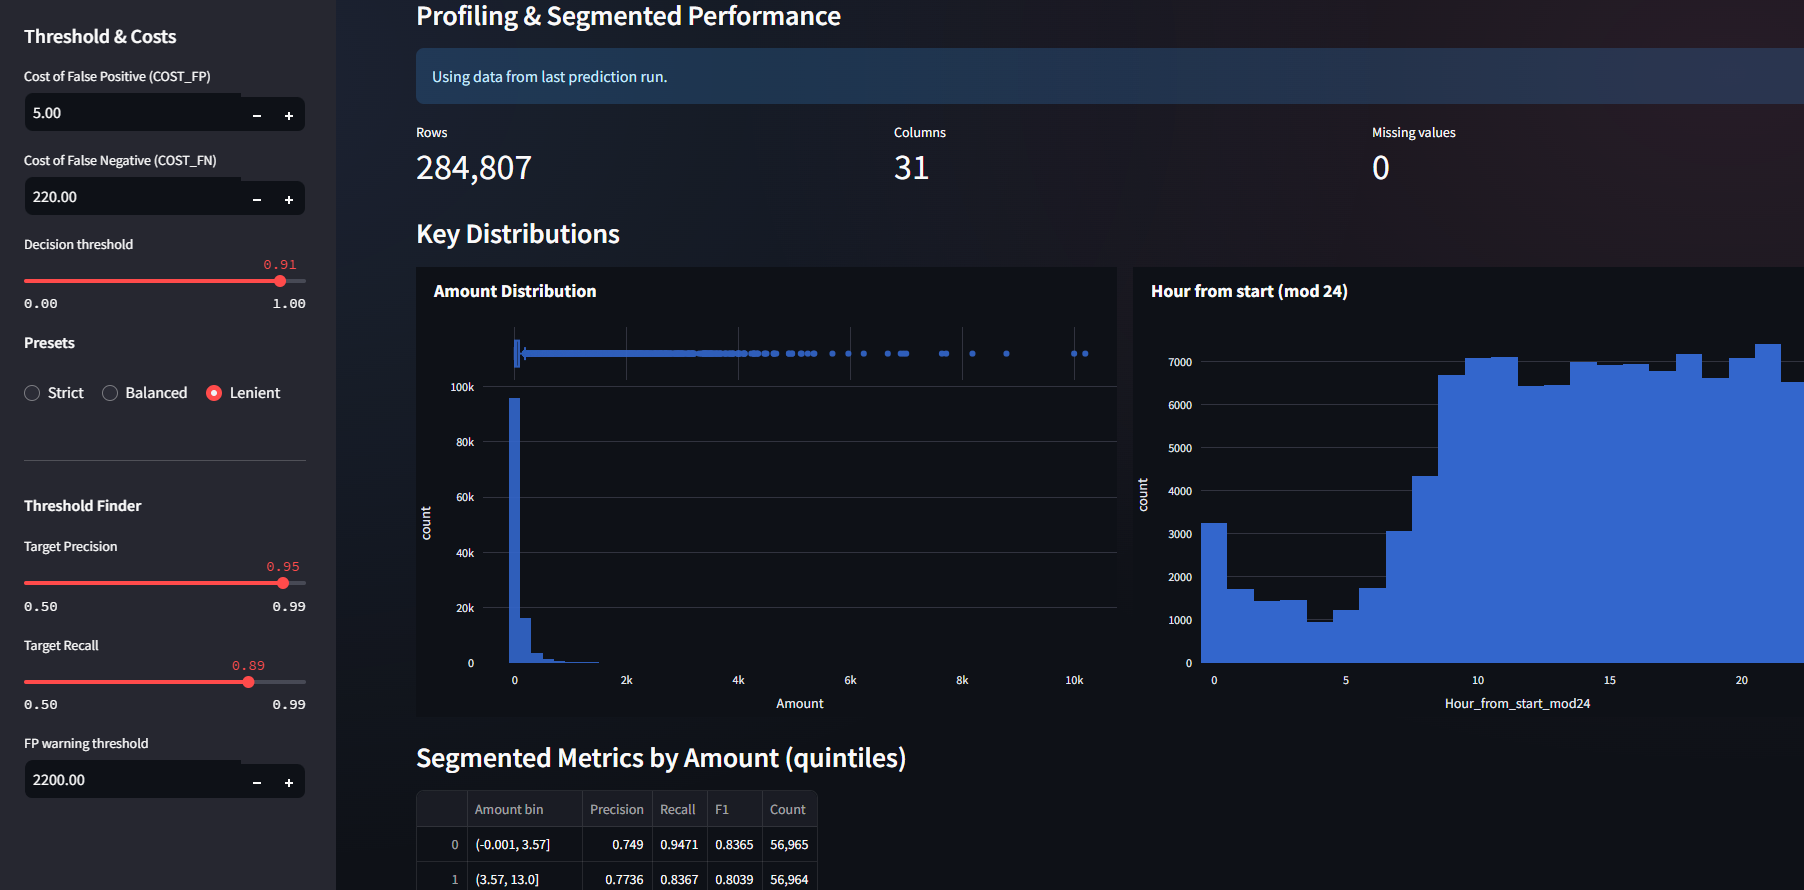 Threshold & Costs
Cost of False Positive (COST_FP)
5.00
Cost of False Negative (COST_FN)
220.00
Decision threshold
0.91
0.00 1.00
Presets
Strict Balanced Lenient
Threshold Finder
Target Precision
0.95
0.50 0.99
Target Recall
0.89
0.50 0.99
FP warning threshold
2200.00
Profiling & Segmented Performance
Using data from last prediction run.
Rows Columns Missing values
284,807 31 0
Key Distributions
Amount Distribution
100k
80k
60k
40k
20k
0
count
0 2k 4k 6k 8k 10k
Amount
Hour from start (mod 24)
7000
6000
5000
4000
3000
2000
1000
0
count
0 5 10 15 20
Hour_from_start_mod24
Segmented Metrics by Amount (quintiles)
Amount bin Precision Recall F1 Count
0 (-0.001, 3.57] 0.749 0.9471 0.8365 56,965
1 (3.57, 13.0] 0.7736 0.8367 0.8039 56,964